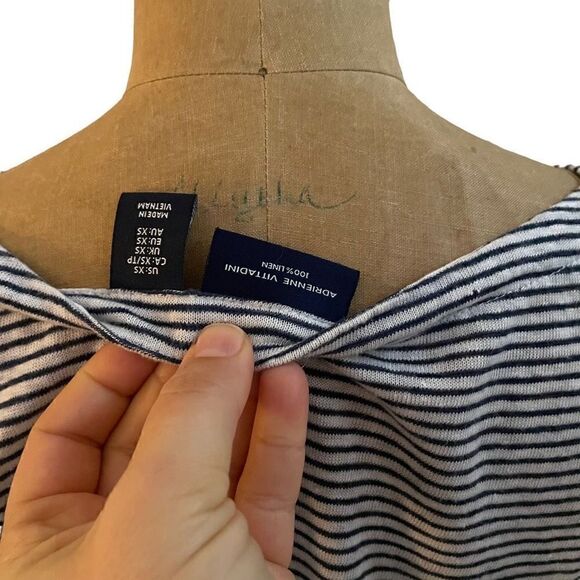 US:XS
CA:XS/TP
UK:XS
EU:XS
AU:XS
MADE IN
VIETNAM
ADRIENNE VITTADINI
100% LINEN